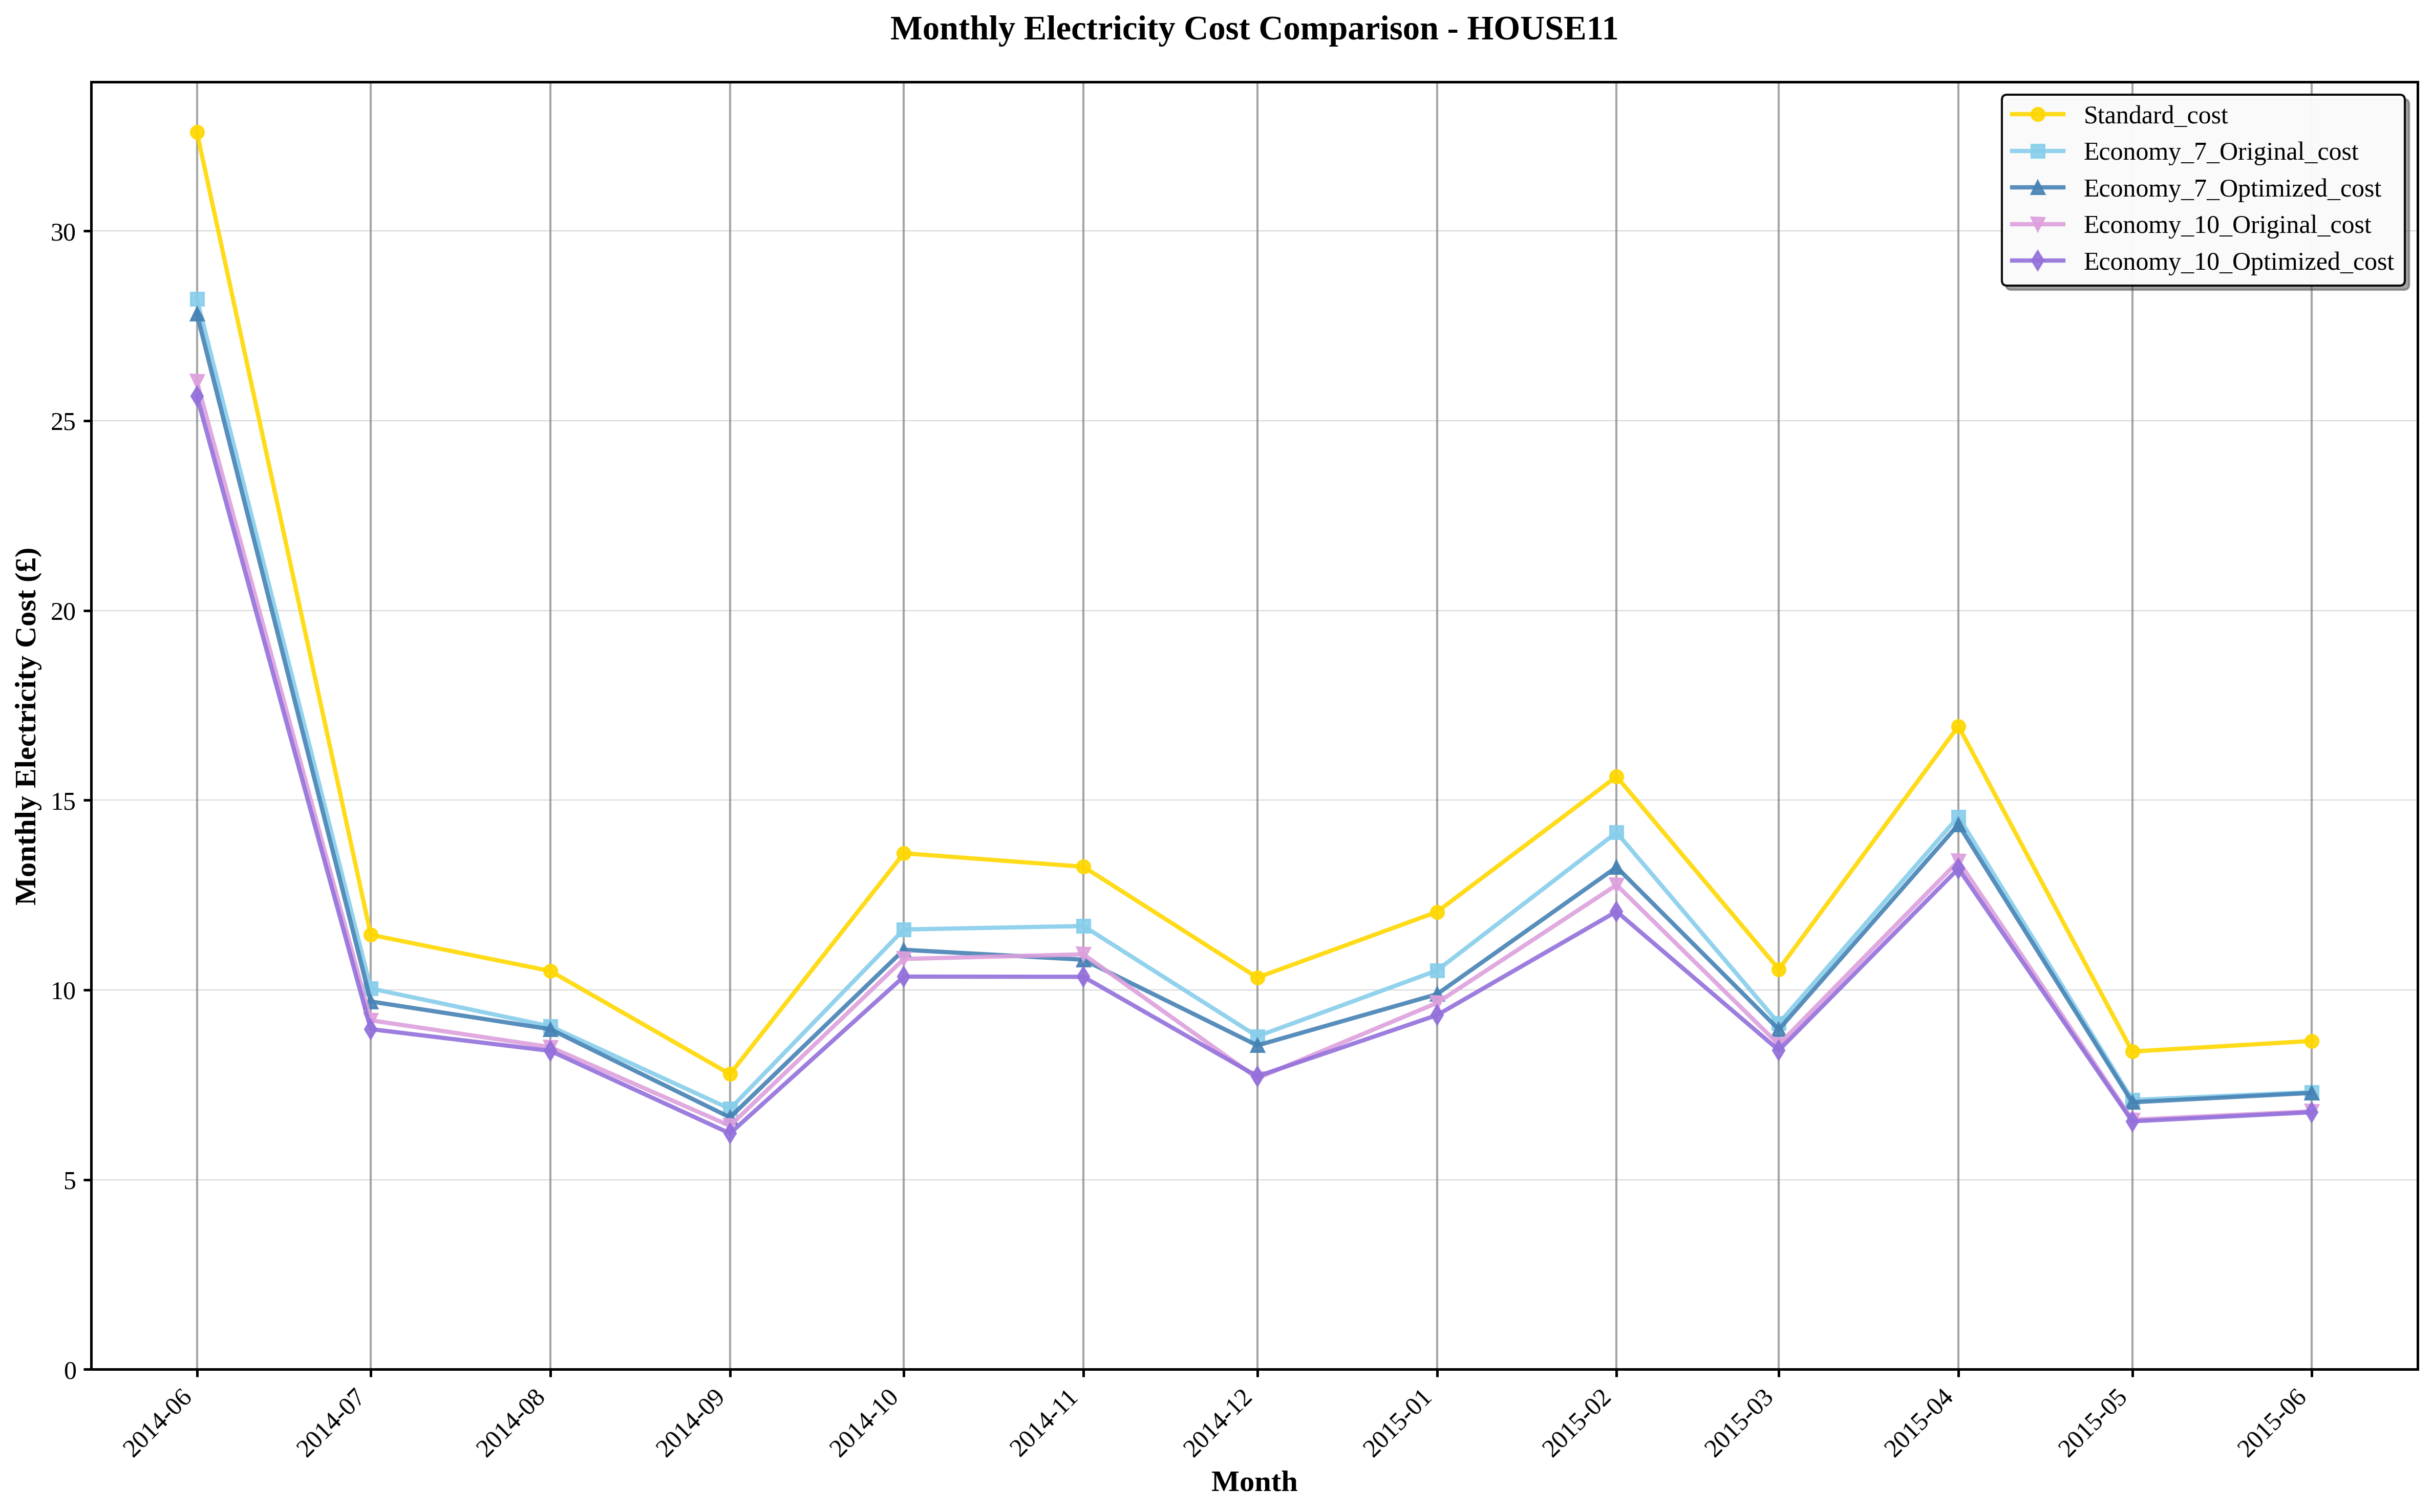 Monthly Electricity Cost Comparison - HOUSE11
Standard_cost
Economy_7_Original_cost
Economy_7_Optimized_cost
Economy_10_Original_cost
Economy_10_Optimized_cost
Monthly Electricity Cost (£)
30
25
20
15
10
5
0
2014-06
2014-07
2014-08
2014-09
2014-10
2014-11
2014-12
2015-01
2015-02
2015-03
2015-04
2015-05
2015-06
Month